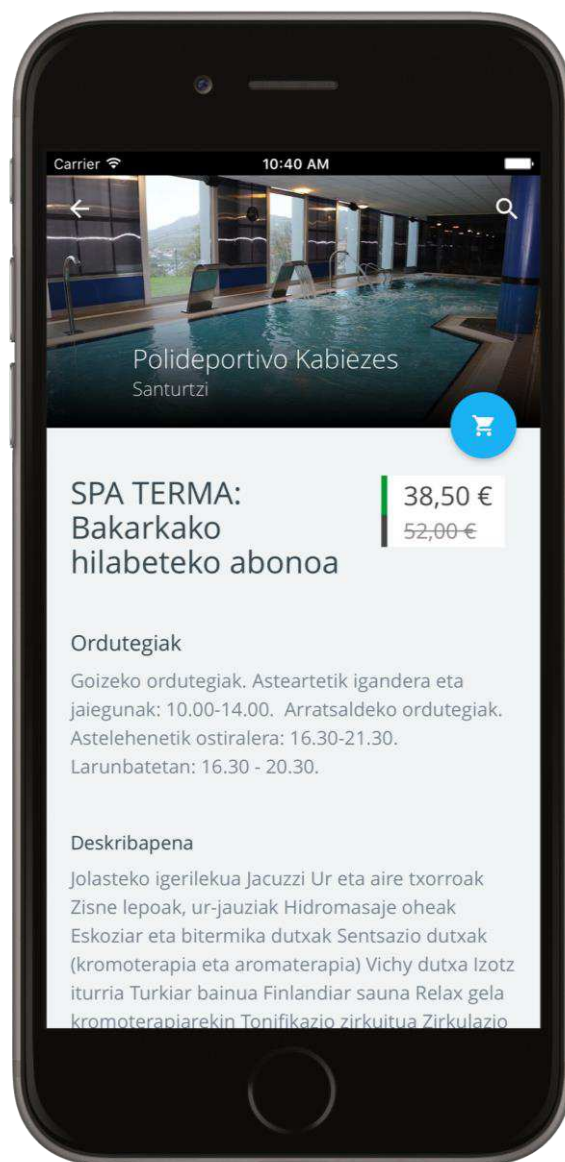 Carrier
10:40 AM
Polideportivo Kabiezes
Santurtzi
SPA TERMA:
Bakarkako
hilabeteko abonoa
38,50 €
52,00 €
Ordutegiak
Goizeko ordutegiak. Asteartetik igandera eta
jaiegunak: 10.00-14.00.  Arratsaldeko ordutegiak.
Astelehenetik ostiralera: 16.30-21.30.
Larunbatetan: 16.30 - 20.30.
Deskribapena
Jolasteko igerilekua Jacuzzi Ur eta aire txorroak
Zisne lepoak, ur-jauziak Hidromasaje oheak
Eskoziar eta bitermika dutxak Sentsazio dutxak
(kromoterapia eta aromaterapia) Vichy dutxa Izotz
iturria Turkiar bainua Finlandiar sauna Relax gela
kromoterapiarekin Tonifikazio zirkuitua Zirkulazio